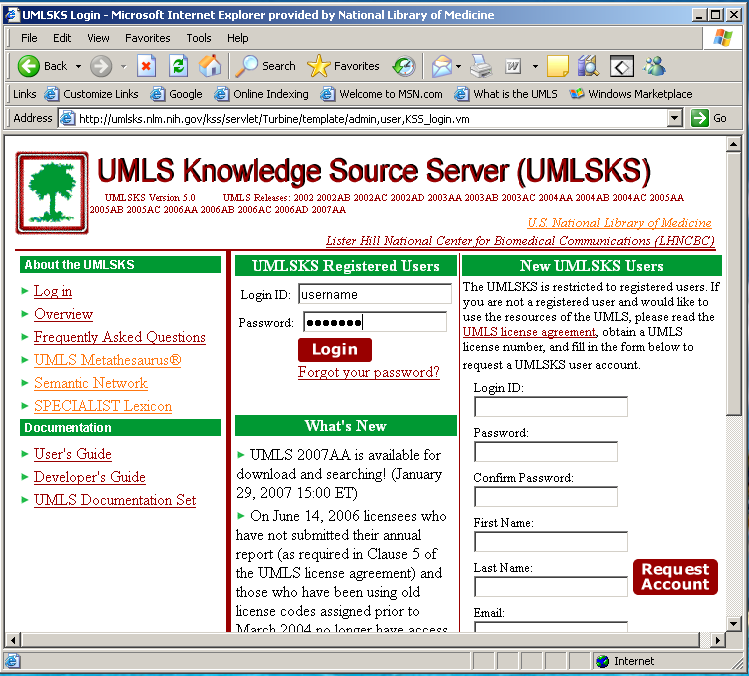 UMLSKS Login - Microsoft Internet Explorer provided by National Library of Medicine
File Edit View Favorites Tools Help
Back Search Favorites
Links Customize Links Google Online Indexing Welcome to MSN.com What is the UMLS Windows Marketplace
Address http://umlsks.nlm.nih.gov/kss/servlet/Turbine/template/admin,user,KSS_login.vm Go
UMLS Knowledge Source Server (UMLSKS)
UMLSKS Version 5.0 UMLS Releases: 2002 2002AB 2002AC 2002AD 2003AA 2003AB 2003AC 2004AA 2004AB 2004AC 2005AA
2005AB 2005AC 2006AA 2006AB 2006AC 2006AD 2007AA
U.S. National Library of Medicine
Lister Hill National Center for Biomedical Communications (LHNCBC)
About the UMLSKS
Log in
Overview
Frequently Asked Questions
UMLS Metathesaurus®
Semantic Network
SPECIALIST Lexicon
Documentation
User's Guide
Developer's Guide
UMLS Documentation Set
UMLSKS Registered Users
Login ID: username
Password: •••••••
Login
Forgot your password?
What's New
UMLS 2007AA is available for
download and searching! (January
29, 2007 15:00 ET)
On June 14, 2006 licensees who
have not submitted their annual
report (as required in Clause 5 of
the UMLS license agreement) and
those who have been using old
license codes assigned prior to
March 2004 no longer have access
New UMLSKS Users
The UMLSKS is restricted to registered users. If
you are not a registered user and would like to
use the resources of the UMLS, please read the
UMLS license agreement, obtain a UMLS
license number, and fill in the form below to
request a UMLSKS user account.
Login ID:
Password:
Confirm Password:
First Name:
Last Name:
Request
Account
Email:
Internet